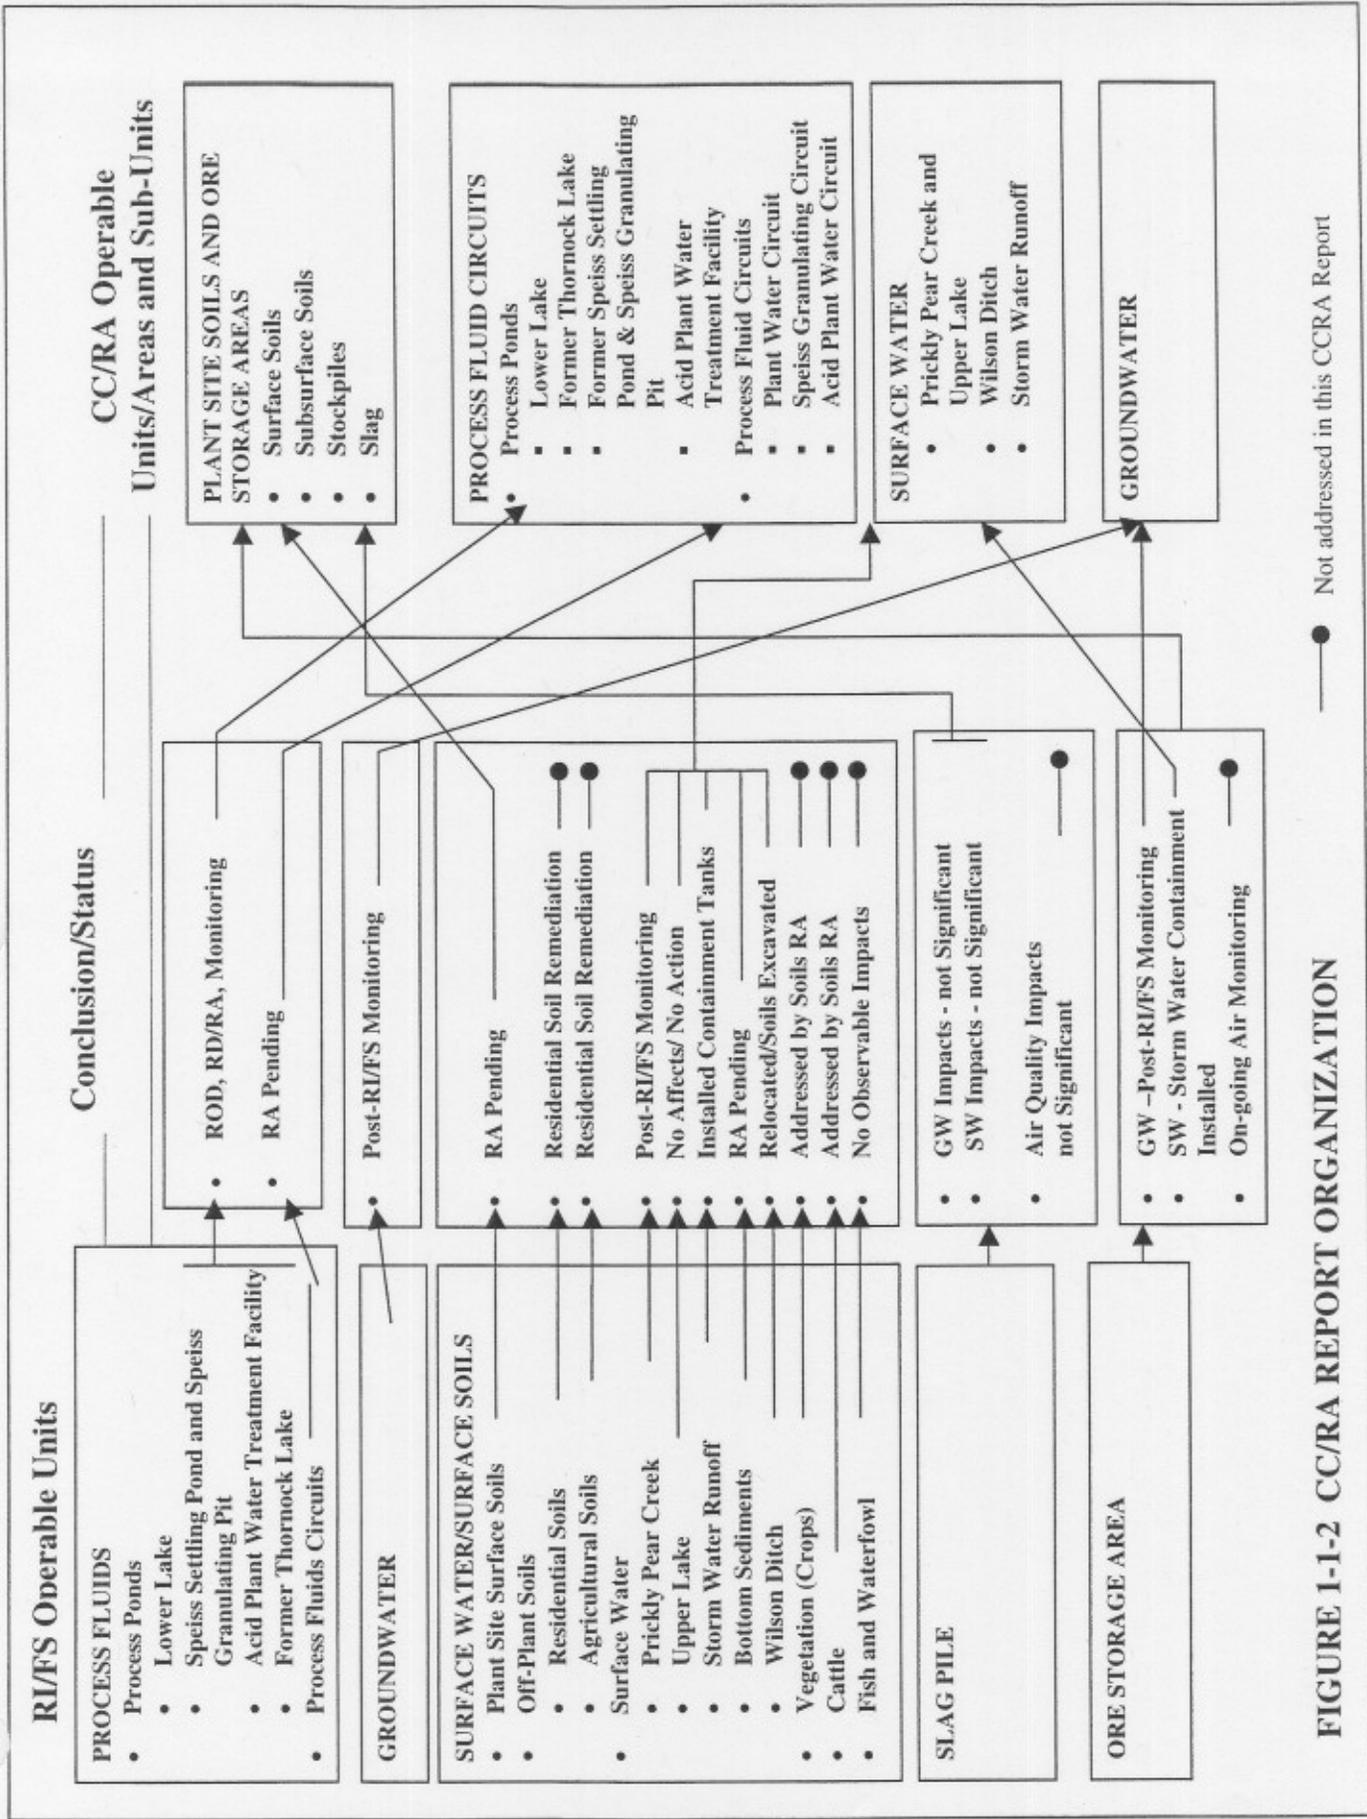 RI/FS Operable Units
Conclusion/Status
CC/RA Operable
Units/Areas and Sub-Units
PROCESS FLUIDS
• Process Ponds
• Lower Lake
• Speiss Settling Pond and Speiss
Granulating Pit
• Acid Plant Water Treatment Facility
• Former Thornock Lake
• Process Fluids Circuits
GROUNDWATER
SURFACE WATER/SURFACE SOILS
• Plant Site Surface Soils
• Off-Plant Soils
• Residential Soils
• Agricultural Soils
• Surface Water
• Prickly Pear Creek
• Upper Lake
• Storm Water Runoff
• Bottom Sediments
• Wilson Ditch
• Vegetation (Crops)
• Cattle
• Fish and Waterfowl
SLAG PILE
ORE STORAGE AREA
• ROD, RD/RA, Monitoring
• RA Pending
• Post-RI/FS Monitoring
• RA Pending
• Residential Soil Remediation
• Residential Soil Remediation
• Post-RI/FS Monitoring
• No Affects/ No Action
• Installed Containment Tanks
• RA Pending
• Relocated/Soils Excavated
• Addressed by Soils RA
• Addressed by Soils RA
• No Observable Impacts
• GW Impacts - not Significant
• SW Impacts - not Significant
• Air Quality Impacts
not Significant
• GW –Post-RI/FS Monitoring
• SW - Storm Water Containment
Installed
• On-going Air Monitoring
PLANT SITE SOILS AND ORE
STORAGE AREAS
• Surface Soils
• Subsurface Soils
• Stockpiles
• Slag
PROCESS FLUID CIRCUITS
• Process Ponds
▪ Lower Lake
▪ Former Thornock Lake
▪ Former Speiss Settling
Pond & Speiss Granulating
Pit
▪ Acid Plant Water
Treatment Facility
• Process Fluid Circuits
▪ Plant Water Circuit
▪ Speiss Granulating Circuit
▪ Acid Plant Water Circuit
SURFACE WATER
• Prickly Pear Creek and
Upper Lake
• Wilson Ditch
• Storm Water Runoff
GROUNDWATER
Not addressed in this CCRA Report
FIGURE 1-1-2 CC/RA REPORT ORGANIZATION